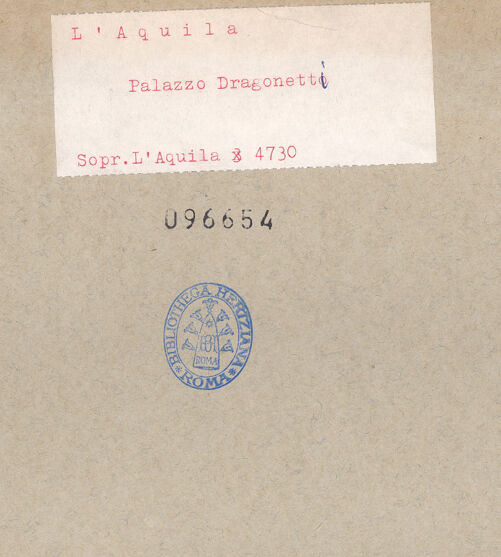 L'Aquila
Palazzo Dragonetti
Sopr.L'Aquila 4730
096654
*BIBLIOTHECA HERTZIANA*
ROMA
*ROMA*